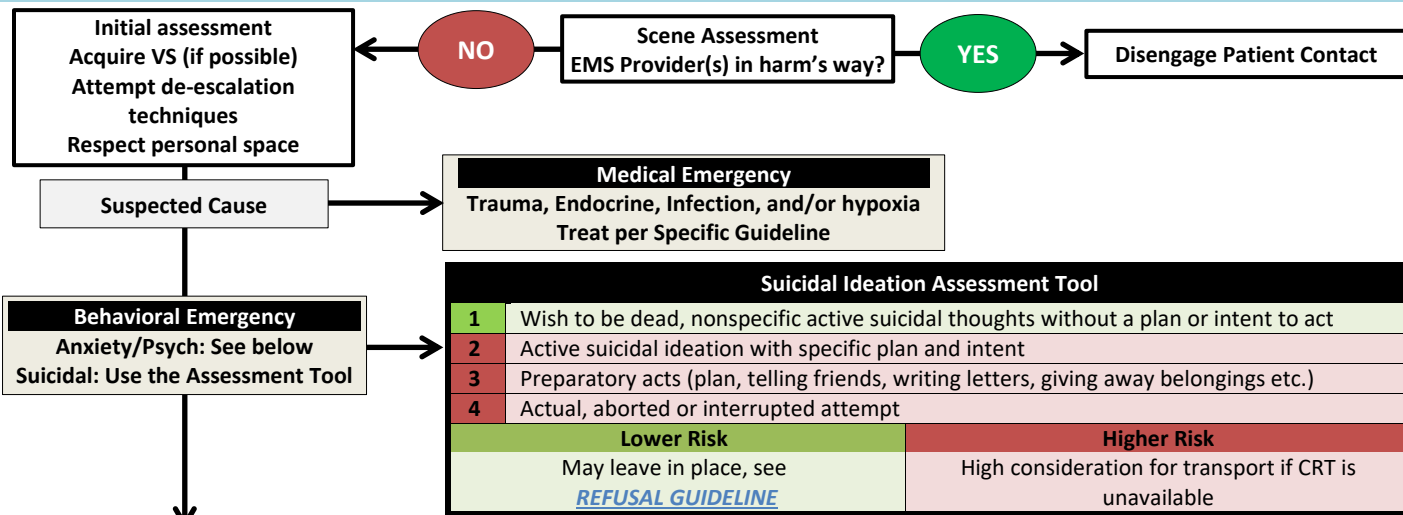 Initial assessment
Acquire VS (if possible)
Attempt de-escalation
techniques
Respect personal space
NO
Scene Assessment
EMS Provider(s) in harm's way?
YES
Disengage Patient Contact
Suspected Cause
Medical Emergency
Trauma, Endocrine, Infection, and/or hypoxia
Treat per Specific Guideline
Behavioral Emergency
Anxiety/Psych: See below
Suicidal: Use the Assessment Tool
Suicidal Ideation Assessment Tool
1 Wish to be dead, nonspecific active suicidal thoughts without a plan or intent to act
2 Active suicidal ideation with specific plan and intent
3 Preparatory acts (plan, telling friends, writing letters, giving away belongings etc.)
4 Actual, aborted or interrupted attempt
Lower Risk
May leave in place, see
REFUSAL GUIDELINE
Higher Risk
High consideration for transport if CRT is
unavailable